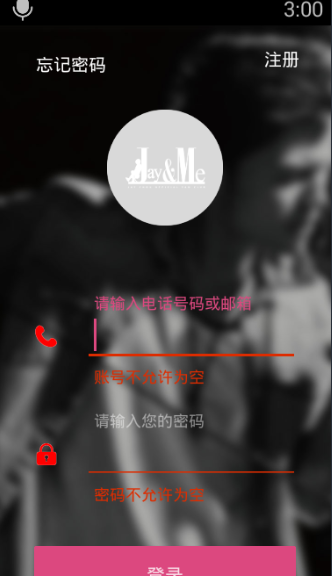 3:00
忘记密码
注册
Jay&Me
请输入电话号码或邮箱
账号不允许为空
请输入您的密码
密码不允许为空
登录